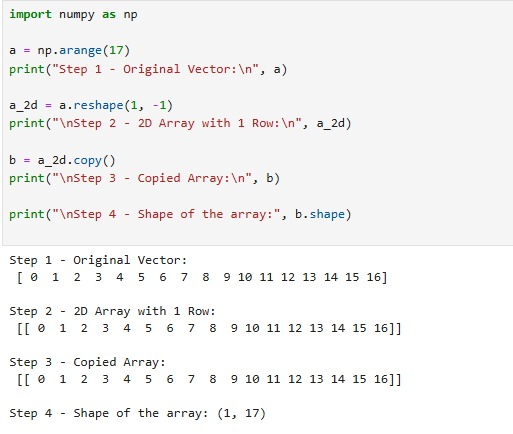 import numpy as np
a = np.arange(17)
print("Step 1 - Original Vector:\n", a)
a_2d = a.reshape(1, -1)
print("\nStep 2 - 2D Array with 1 Row:\n", a_2d)
b = a_2d.copy()
print("\nStep 3 - Copied Array:\n", b)
print("\nStep 4 - Shape of the array:", b.shape)
Step 1 - Original Vector:
[ 0 1 2 3 4 5 6 7 8 9 10 11 12 13 14 15 16]
Step 2 - 2D Array with 1 Row:
[[ 0 1 2 3 4 5 6 7 8 9 10 11 12 13 14 15 16]]
Step 3 - Copied Array:
[[ 0 1 2 3 4 5 6 7 8 9 10 11 12 13 14 15 16]]
Step 4 - Shape of the array: (1, 17)